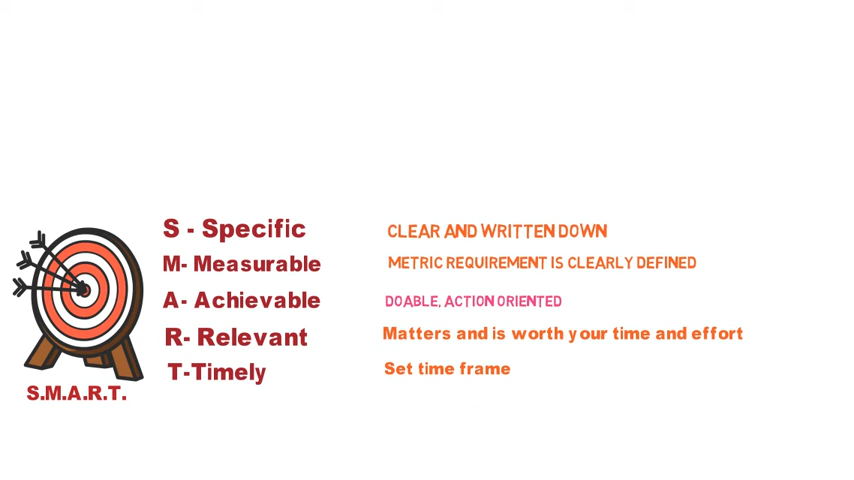 S - Specific CLEAR AND WRITTEN DOWN
M- Measurable METRIC REQUIREMENT IS CLEARLY DEFINED
A- Achievable DOABLE, ACTION ORIENTED
R- Relevant Matters and is worth your time and effort
T-Timely Set time frame
S.M.A.R.T.